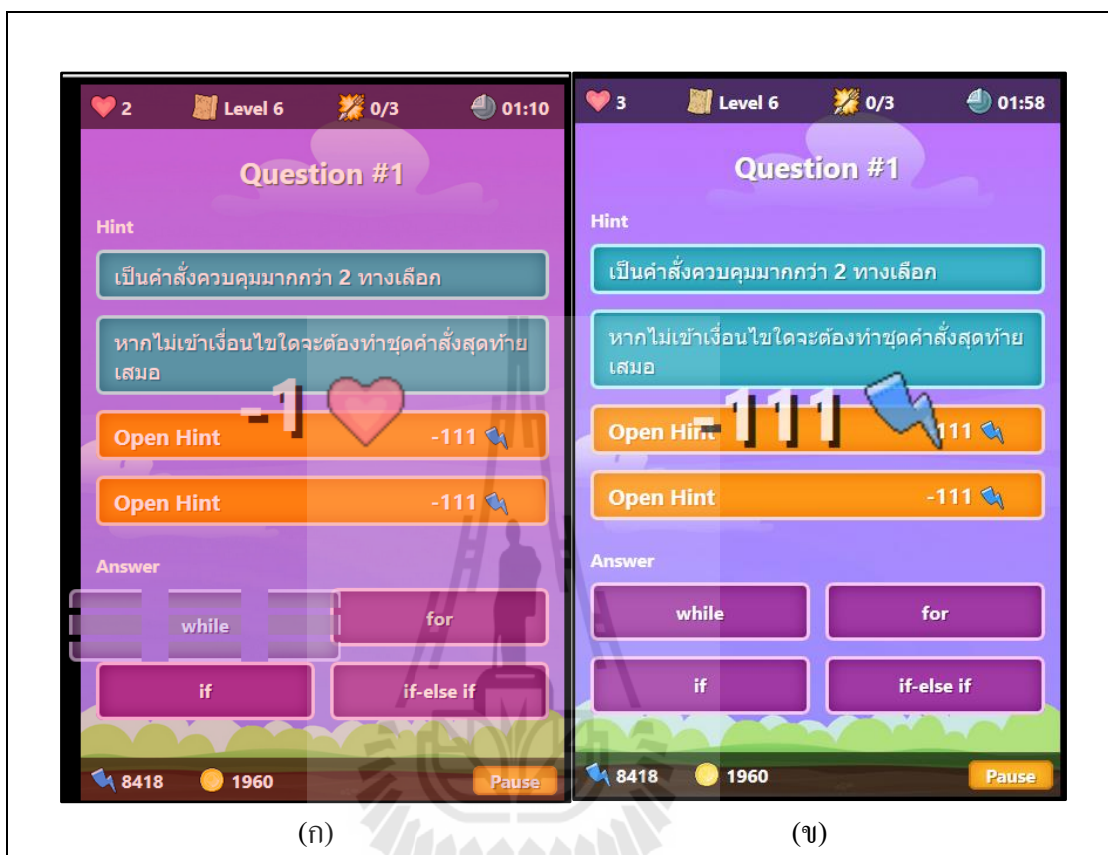 2 Level 6 0/3 01:10
Question #1
Hint
เป็นคำสั่งควบคุมมากกว่า 2 ทางเลือก
หากไม่เข้าเงื่อนไขใดจะต้องทำชุดคำสั่งสุดท้าย
เสมอ
-1
Open Hint -111
Open Hint -111
Answer
while for
if if-else if
8418 1960 Pause
(ก)
3 Level 6 0/3 01:58
Question #1
Hint
เป็นคำสั่งควบคุมมากกว่า 2 ทางเลือก
หากไม่เข้าเงื่อนไขใดจะต้องทำชุดคำสั่งสุดท้าย
เสมอ
-111
Open Hint 111
Open Hint -111
Answer
while for
if if-else if
8418 1960 Pause
(ข)